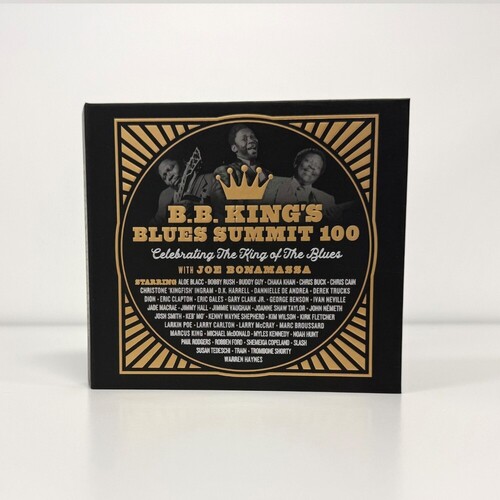 B.B. KING'S
BLUES SUMMIT 100
Celebrating The King of The Blues
WITH JOE BONAMASSA
STARRING ALOE BLACC • BOBBY RUSH • BUDDY GUY • CHAKA KHAN • CHRIS BUCK • CHRIS CAIN
CHRISTONE 'KINGFISH' INGRAM • D.K. HARRELL • DANNIELLE DE ANDREA • DEREK TRUCKS
DION • ERIC CLAPTON • ERIC GALES • GARY CLARK JR. • GEORGE BENSON • IVAN NEVILLE
JADE MACRAE • JIMMY HALL • JIMMIE VAUGHAN • JOANNE SHAW TAYLOR • JOHN NÉMETH
JOSH SMITH • KEB' MO' • KENNY WAYNE SHEPHERD • KIM WILSON • KIRK FLETCHER
LARKIN POE • LARRY CARLTON • LARRY McCRAY • MARC BROUSSARD
MARCUS KING • MICHAEL McDONALD • MYLES KENNEDY • NOAH HUNT
PAUL RODGERS • ROBBEN FORD • SHEMEKIA COPELAND • SLASH
SUSAN TEDESCHI • TRAIN • TROMBONE SHORTY
WARREN HAYNES